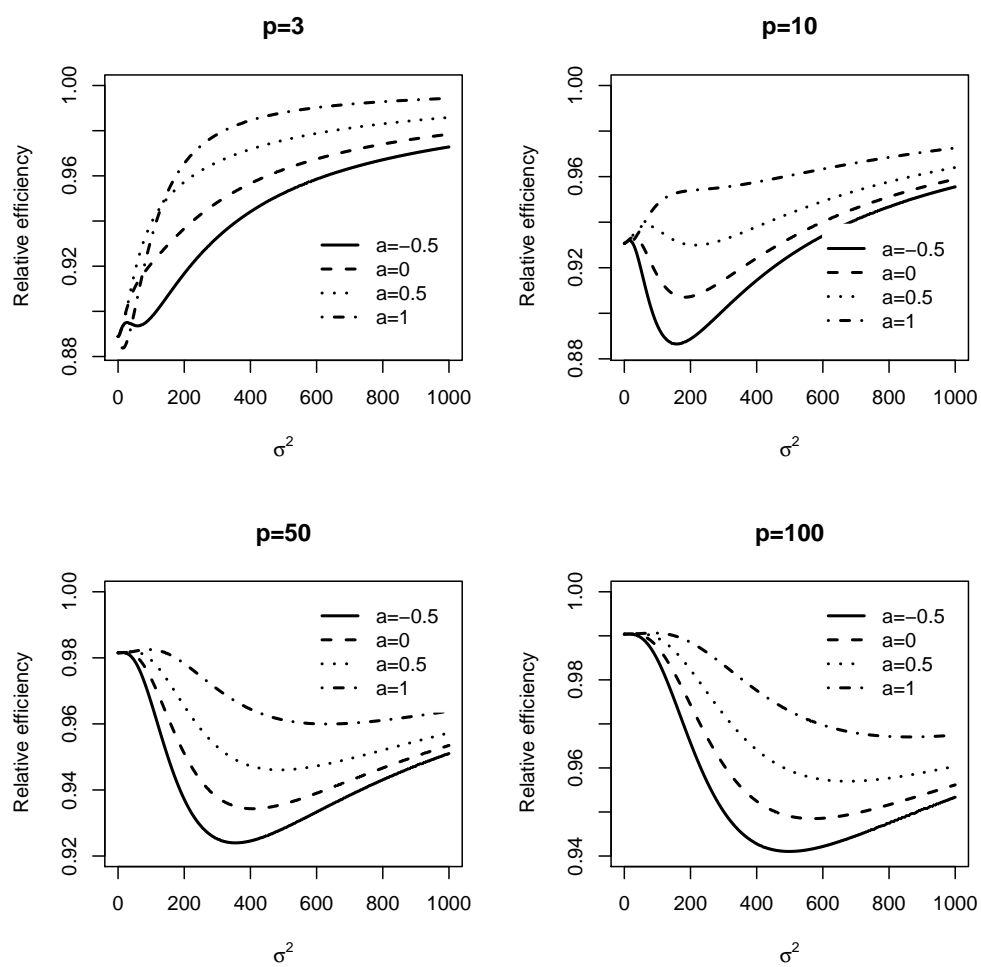 p=3
Relative efficiency
1.00
0.96
0.92
0.88
a=−0.5
a=0
a=0.5
a=1
0 200 400 600 800 1000
σ²
p=10
Relative efficiency
1.00
0.96
0.92
0.88
a=−0.5
a=0
a=0.5
a=1
0 200 400 600 800 1000
σ²
p=50
Relative efficiency
1.00
0.98
0.96
0.94
0.92
a=−0.5
a=0
a=0.5
a=1
0 200 400 600 800 1000
σ²
p=100
Relative efficiency
1.00
0.98
0.96
0.94
a=−0.5
a=0
a=0.5
a=1
0 200 400 600 800 1000
σ²